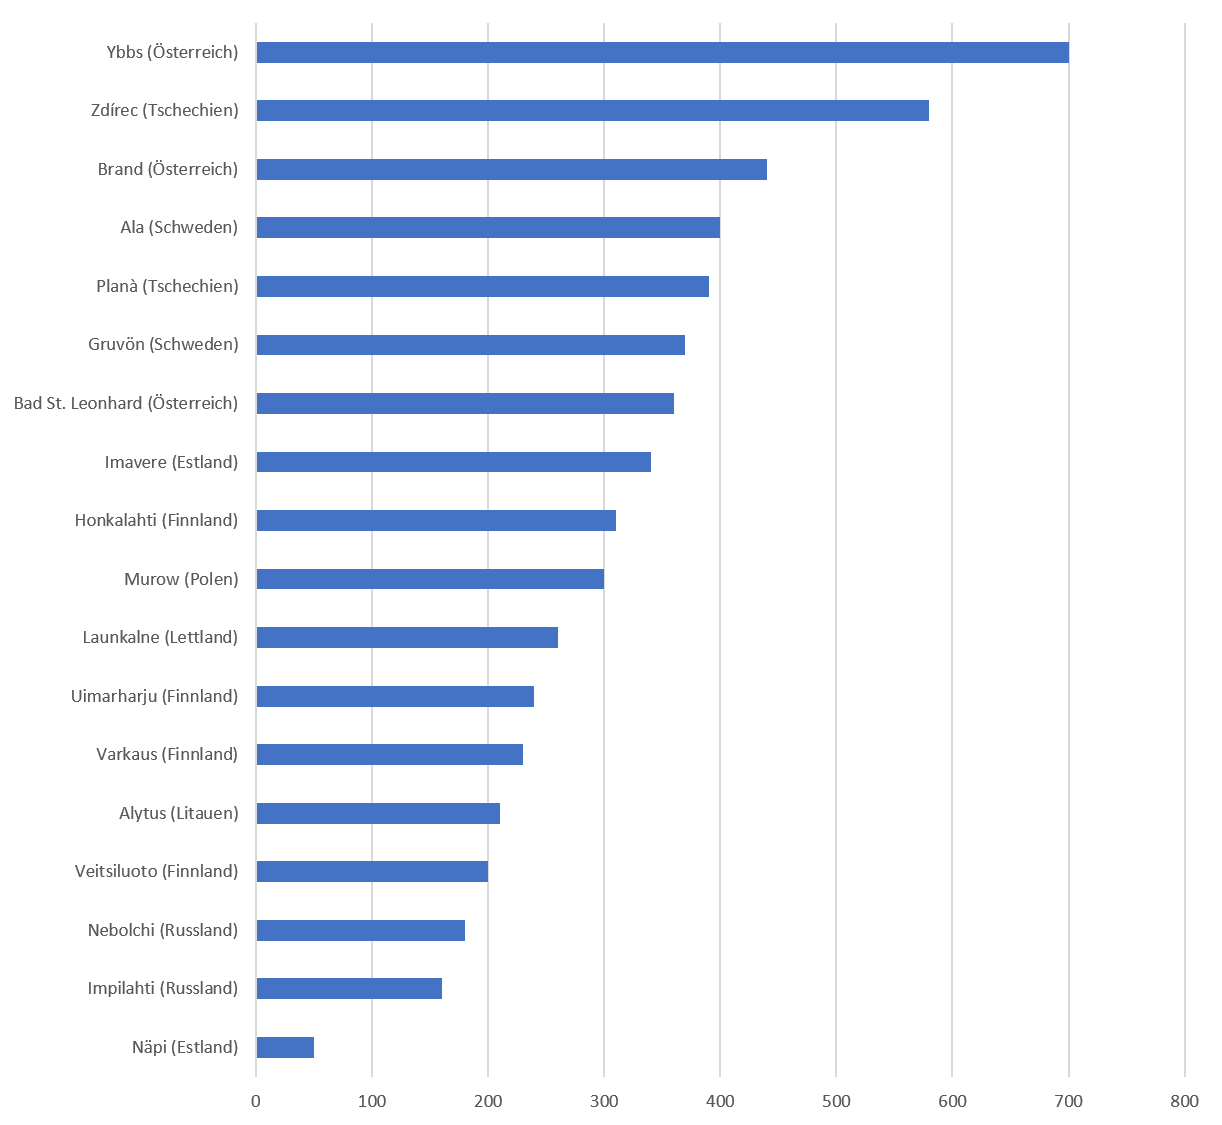 Ybbs (Österreich)
Zdírec (Tschechien)
Brand (Österreich)
Ala (Schweden)
Planà (Tschechien)
Gruvön (Schweden)
Bad St. Leonhard (Österreich)
Imavere (Estland)
Honkalahti (Finnland)
Murow (Polen)
Launkalne (Lettland)
Uimarharju (Finnland)
Varkaus (Finnland)
Alytus (Litauen)
Veitsiluoto (Finnland)
Nebolchi (Russland)
Impilahti (Russland)
Näpi (Estland)
0 100 200 300 400 500 600 700 800